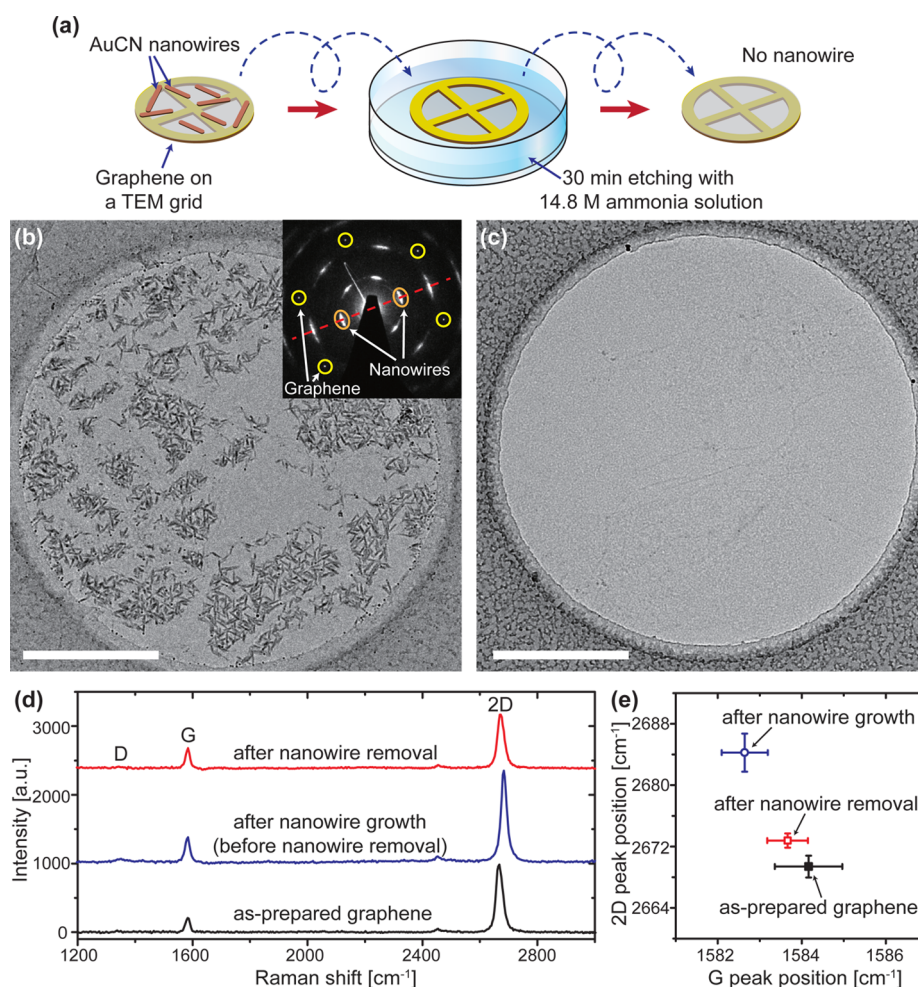 (a)
AuCN nanowires
No nanowire
Graphene on
a TEM grid
30 min etching with
14.8 M ammonia solution
(b)
Nanowires
Graphene
(c)
(d)
3000
2000
1000
0
Intensity [a.u.]
D
G
2D
after nanowire removal
after nanowire growth
(before nanowire removal)
as-prepared graphene
1200
1600
2000
2400
2800
Raman shift [cm-1]
(e)
2688
2680
2672
2664
2D peak position [cm-1]
after nanowire growth
after nanowire removal
as-prepared graphene
1582
1584
1586
G peak position [cm-1]